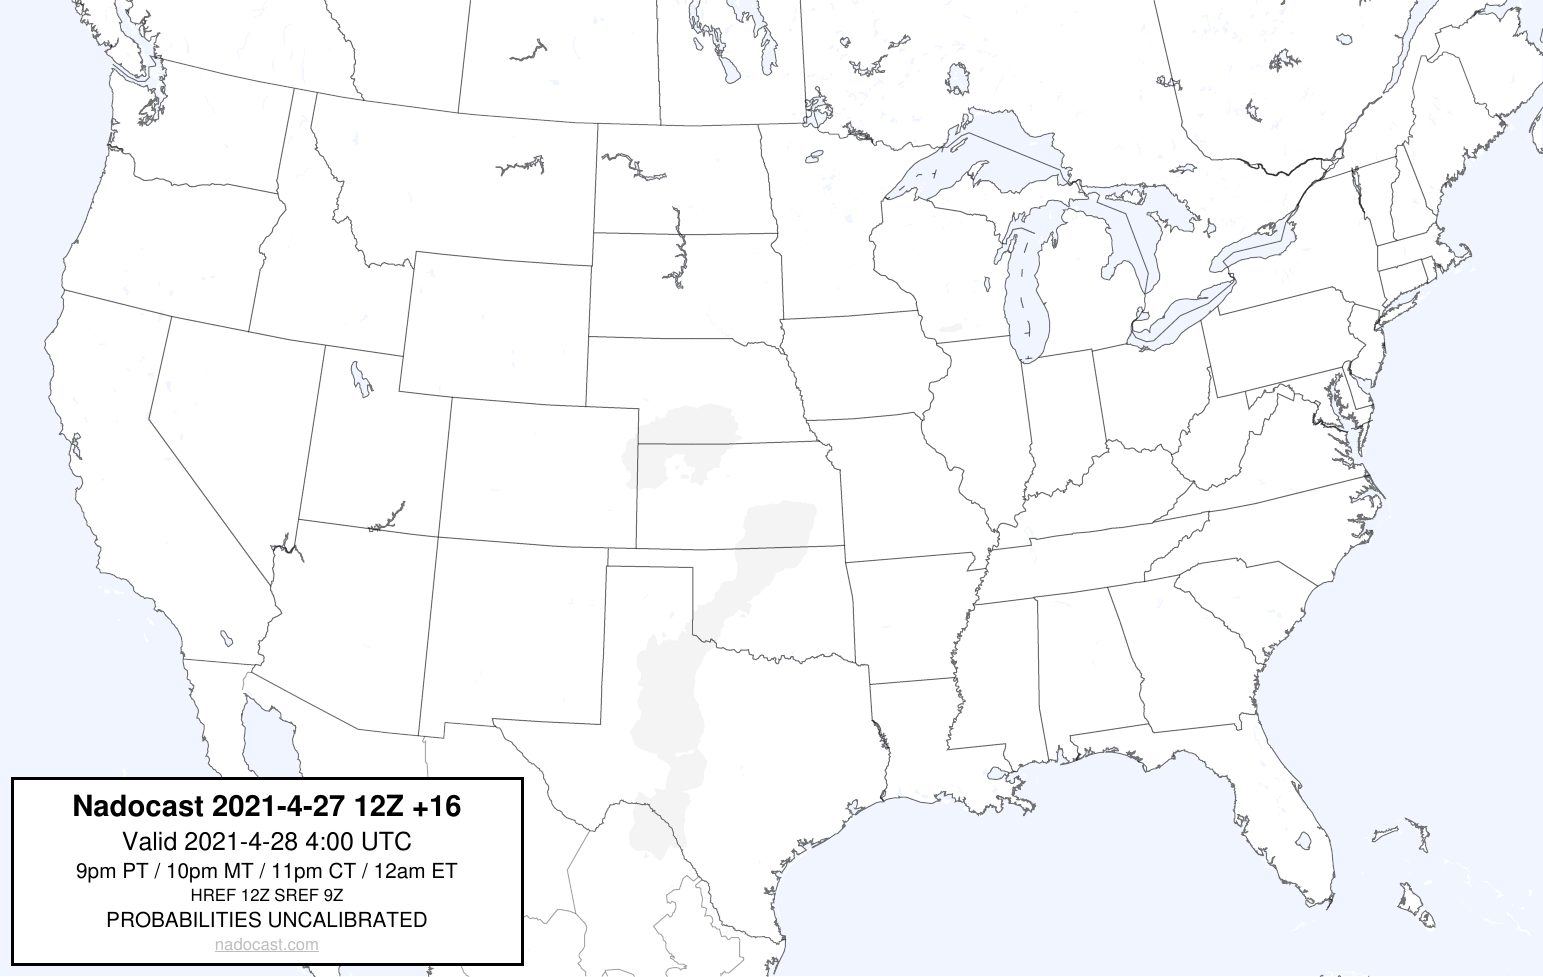 Nadocast 2021-4-27 12Z +16
Valid 2021-4-28 4:00 UTC
9pm PT / 10pm MT / 11pm CT / 12am ET
HREF 12Z SREF 9Z
PROBABILITIES UNCALIBRATED
nadocast.com